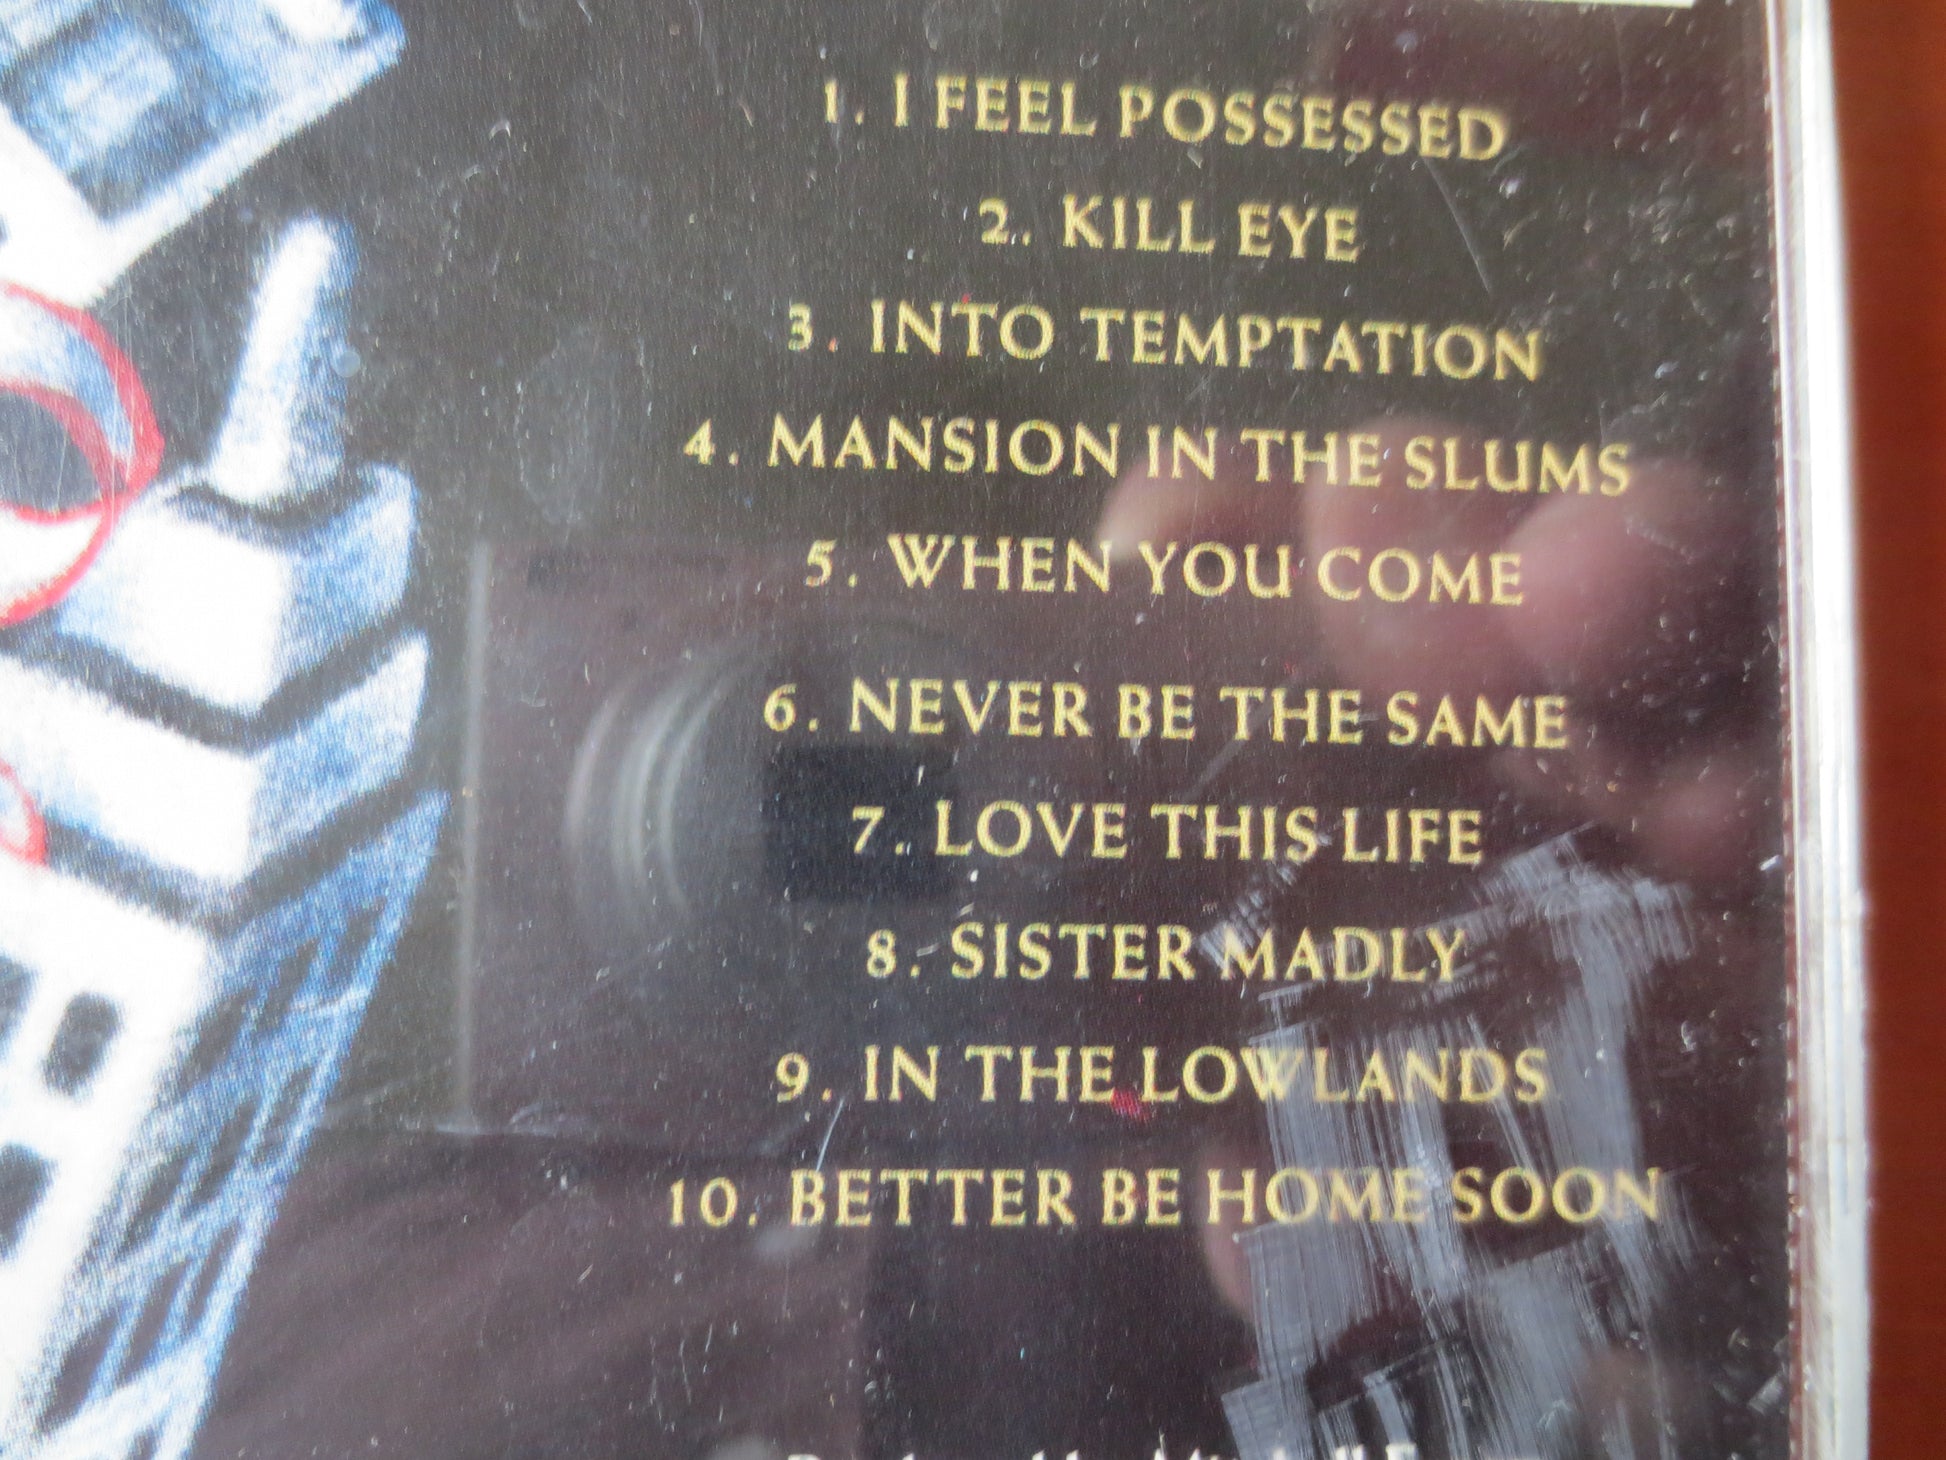 1. I FEEL POSSESSED
2. KILL EYE
3. INTO TEMPTATION
4. MANSION IN THE SLUMS
5. WHEN YOU COME
6. NEVER BE THE SAME
7. LOVE THIS LIFE
8. SISTER MADLY
9. IN THE LOWLANDS
10. BETTER BE HOME SOON